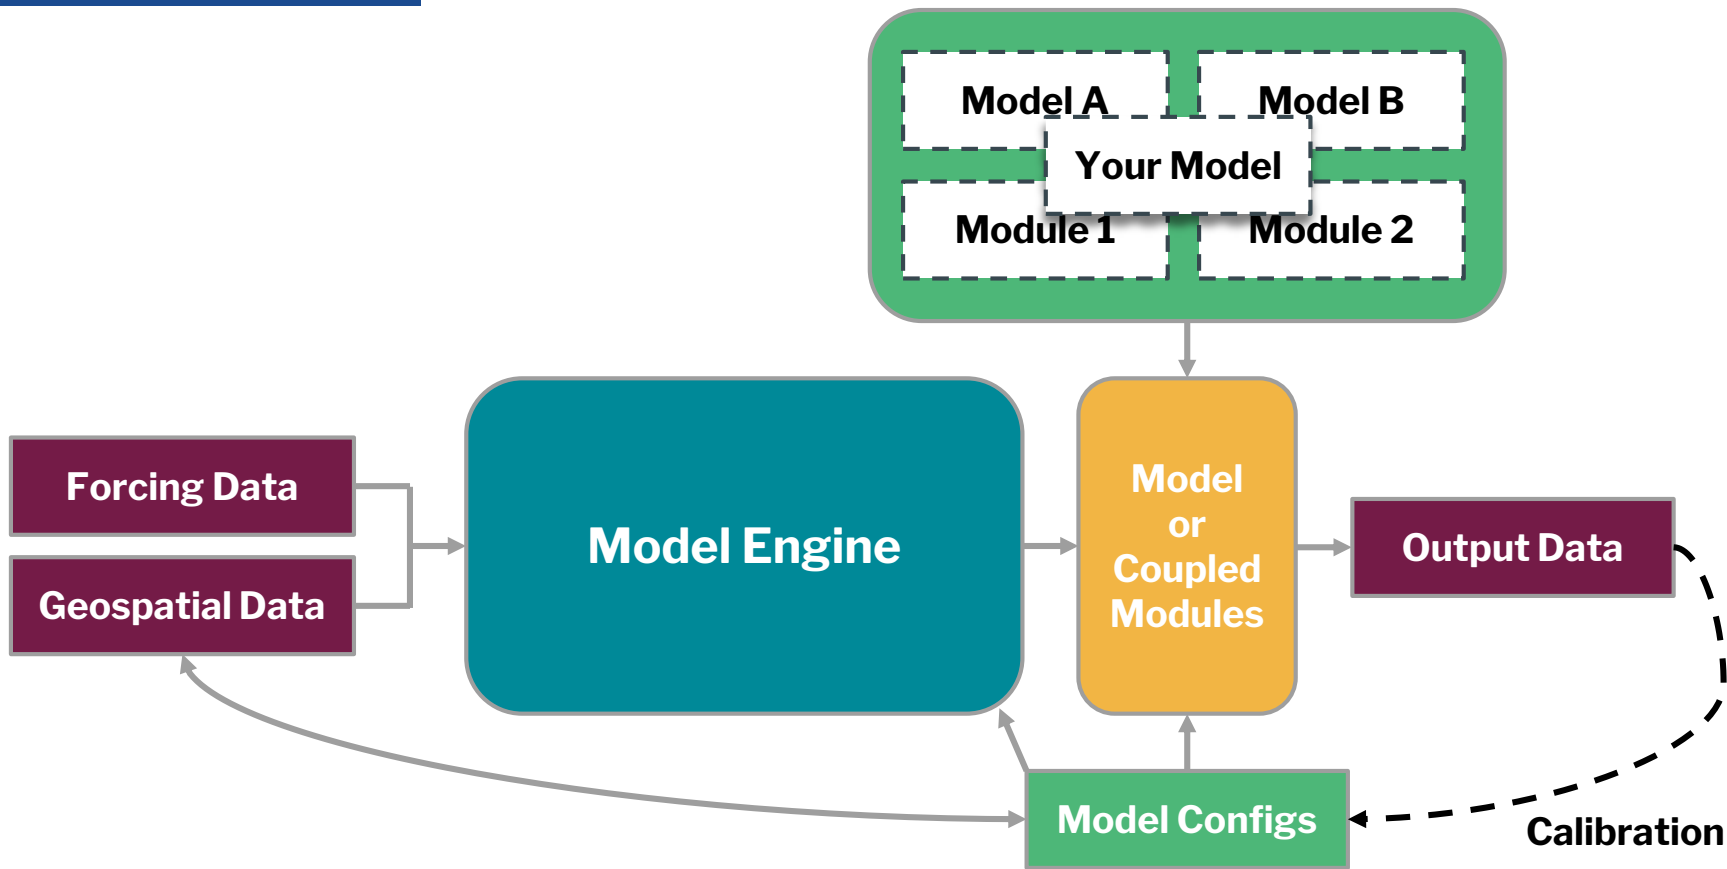 Model A
Model B
Your Model
Module 1
Module 2
Forcing Data
Geospatial Data
Model Engine
Model
or
Coupled
Modules
Output Data
Model Configs
Calibration